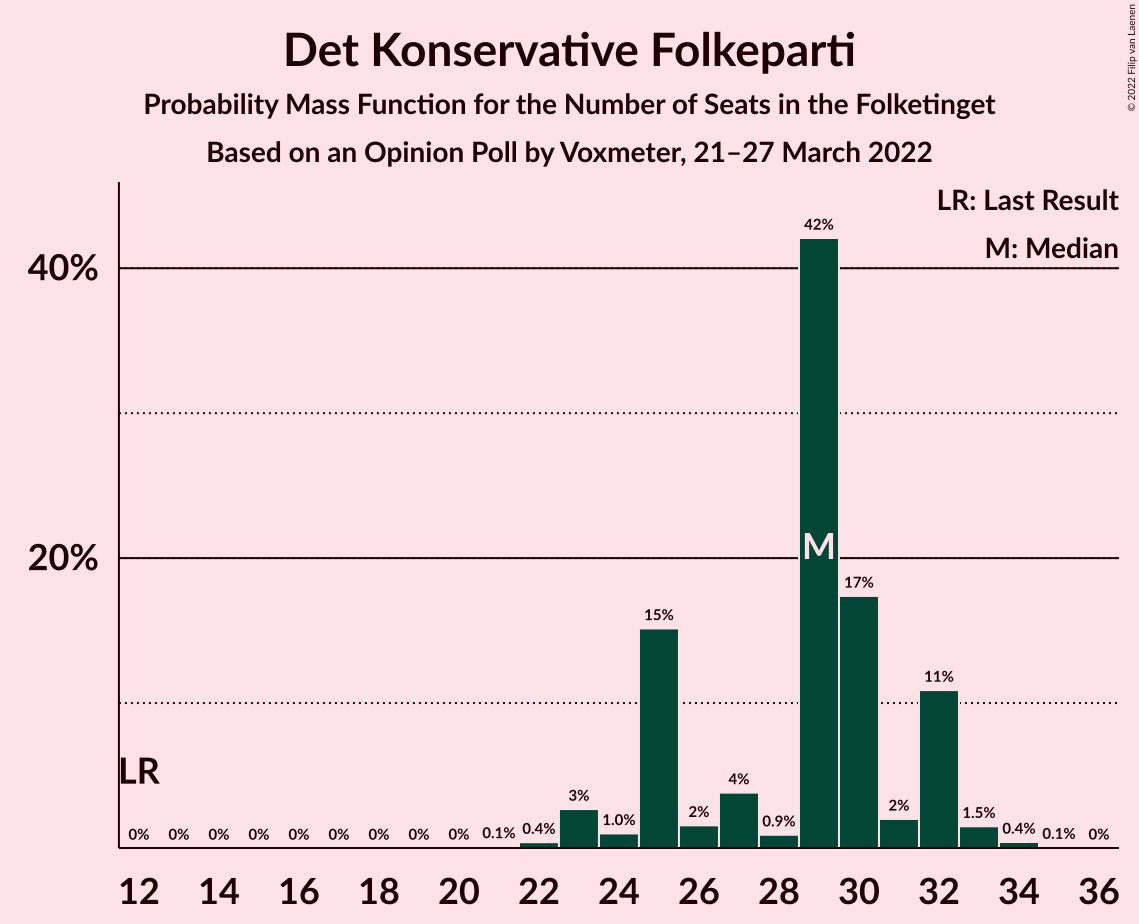 Det Konservative Folkeparti
Probability Mass Function for the Number of Seats in the Folketinget
Based on an Opinion Poll by Voxmeter, 21–27 March 2022
© 2022 Filip van Laenen
LR: Last Result
M: Median
40%
20%
42%
M
17%
15%
11%
LR
0% 0% 0% 0% 0% 0% 0% 0% 0% 0.1% 0.4% 3% 1.0% 2% 4% 0.9% 2% 1.5% 0.4% 0.1% 0%
12 14 16 18 20 22 24 26 28 30 32 34 36